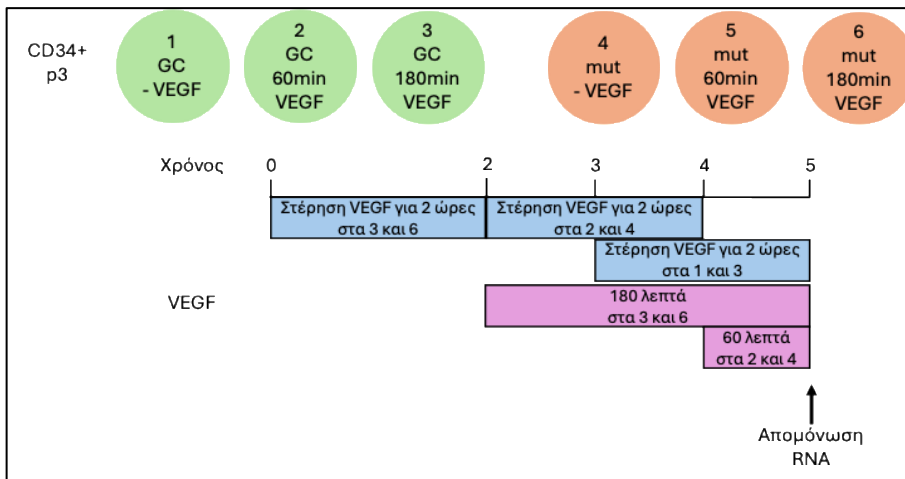 CD34+
p3
1
GC
- VEGF
2
GC
60min
VEGF
3
GC
180min
VEGF
4
mut
- VEGF
5
mut
60min
VEGF
6
mut
180min
VEGF
Χρόνος
0
2
3
4
5
Στέρηση VEGF για 2 ώρες
στα 3 και 6
Στέρηση VEGF για 2 ώρες
στα 2 και 4
Στέρηση VEGF για 2 ώρες
στα 1 και 3
VEGF
180 λεπτά
στα 3 και 6
60 λεπτά
στα 2 και 4
Απομόνωση
RNA